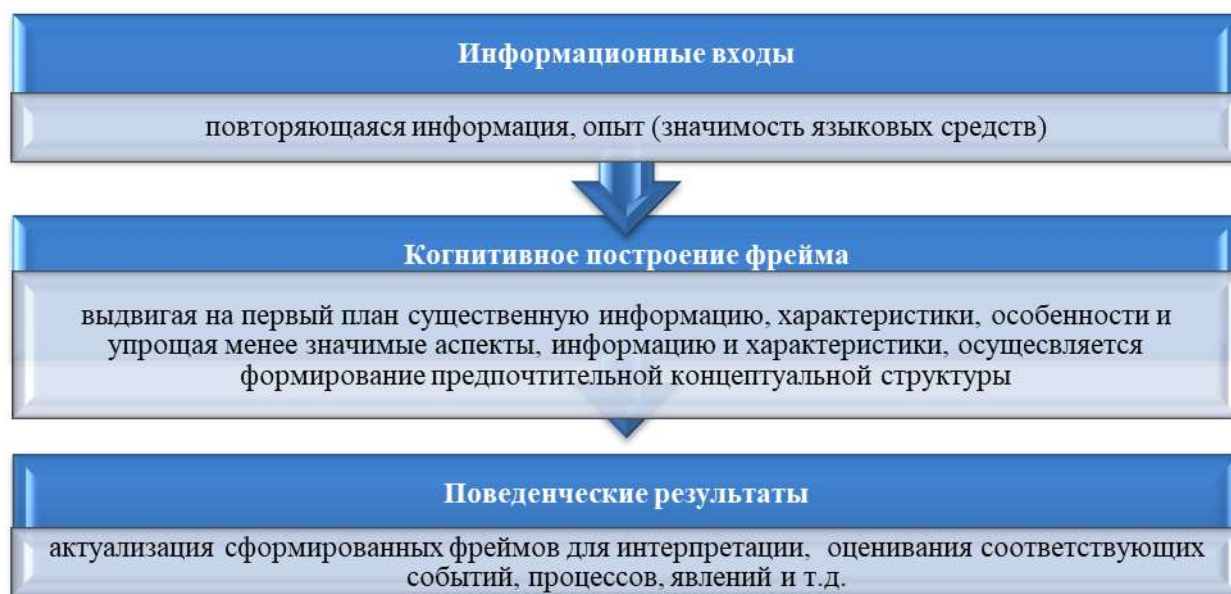 Информационные входы
повторяющаяся информация, опыт (значимость языковых средств)
Когнитивное построение фрейма
выдвигая на первый план существенную информацию, характеристики, особенности и
упрощая менее значимые аспекты, информацию и характеристики, осущесвляется
формирование предпочтительной концептуальной структуры
Поведенческие результаты
актуализация сформированных фреймов для интерпретации, оценивания соответствующих
событий, процессов, явлений и т.д.